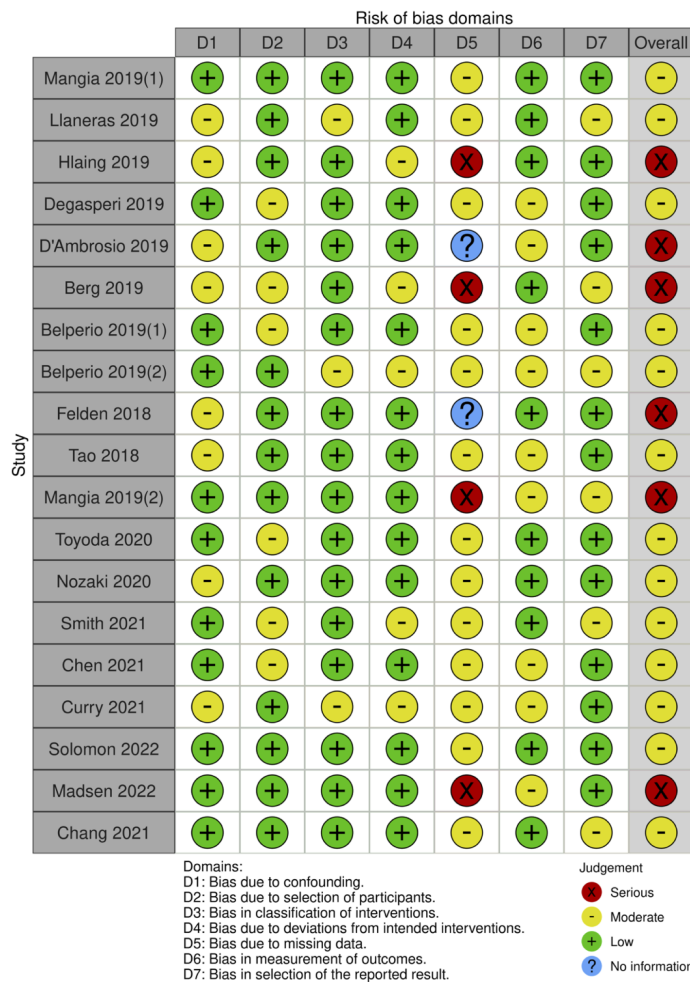 Risk of bias domains
D1 D2 D3 D4 D5 D6 D7 Overall
Study
Mangia 2019(1) + + + + - + + -
Llaneras 2019 - + - + - + - -
Hlaing 2019 - + + - X + + X
Degasperi 2019 + - + + - - + -
D'Ambrosio 2019 - + + + ? - + X
Berg 2019 - - + - X + - X
Belperio 2019(1) + - + + - - + -
Belperio 2019(2) + + - - - - - -
Felden 2018 - + + + ? + + X
Tao 2018 - + + + - - + -
Mangia 2019(2) + + + + X - - X
Toyoda 2020 + - + + - + + -
Nozaki 2020 - + + + - + + -
Smith 2021 + - + - - + - -
Chen 2021 + - + + - - + -
Curry 2021 - + - - - - + -
Solomon 2022 + + + + - + + -
Madsen 2022 + + + + X - + X
Chang 2021 + + + + - + - -
Domains:
D1: Bias due to confounding.
D2: Bias due to selection of participants.
D3: Bias in classification of interventions.
D4: Bias due to deviations from intended interventions.
D5: Bias due to missing data.
D6: Bias in measurement of outcomes.
D7: Bias in selection of the reported result.
Judgement
X Serious
- Moderate
+ Low
? No information